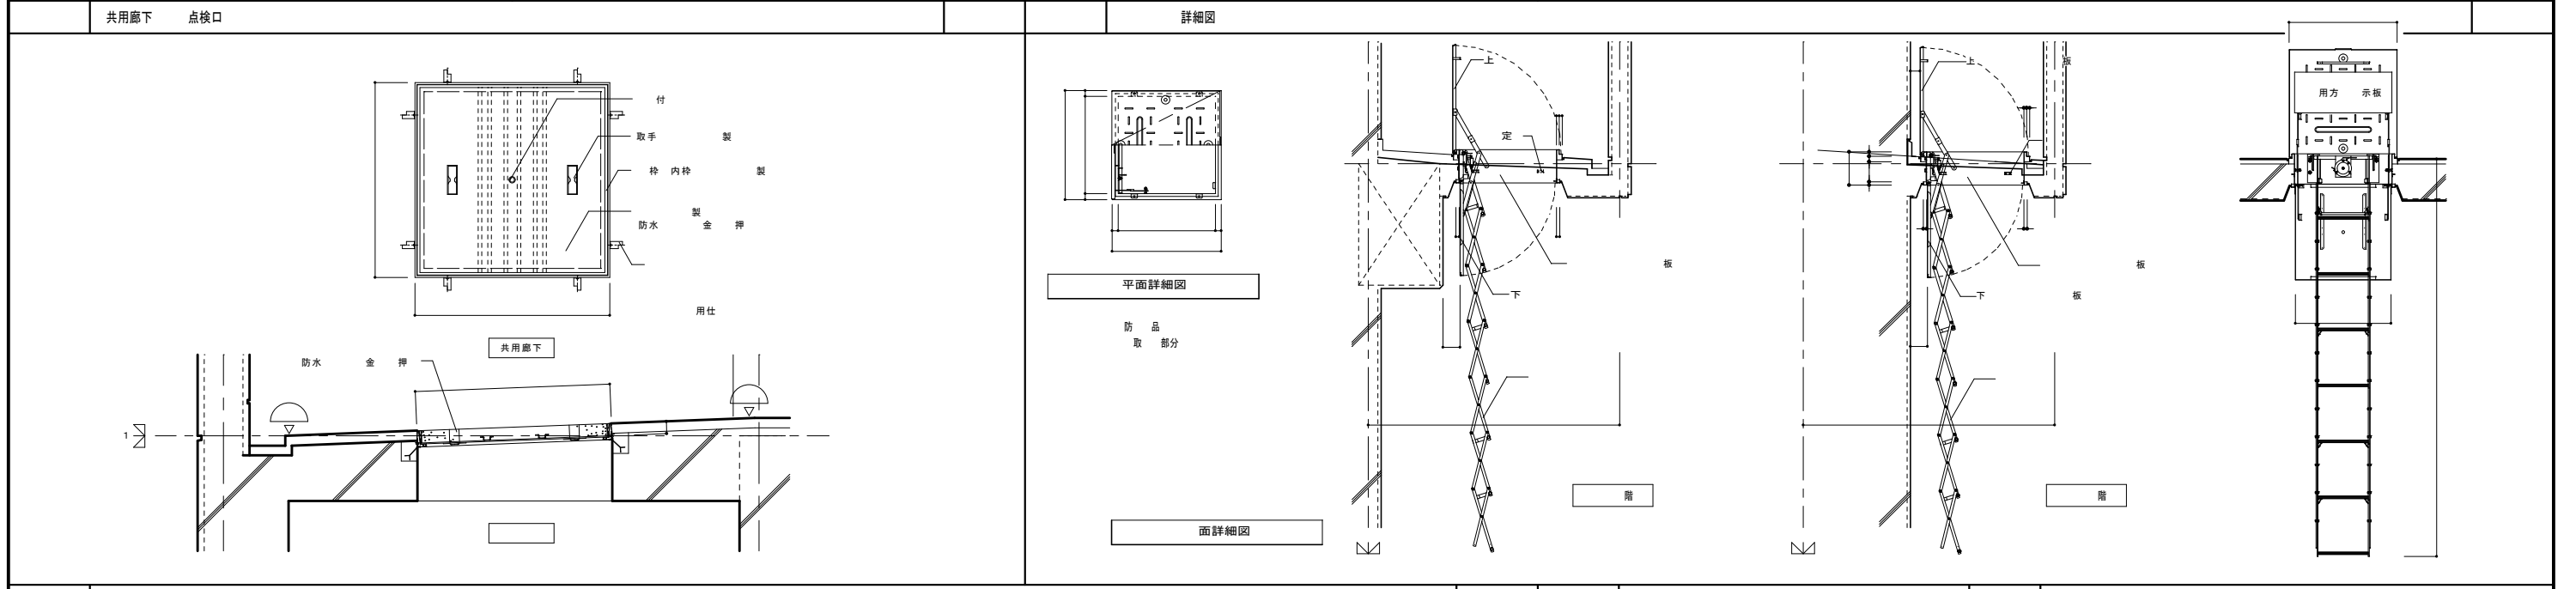 共用廊下 点検口
付
取手 製
枠 内枠 製
製
防水 金 押
用仕
共用廊下
防水 金 押
1
詳細図
平面詳細図
防 品
取 部分
面詳細図
上
定
板
下
階
上 板
板
下 板
階
用方 示板